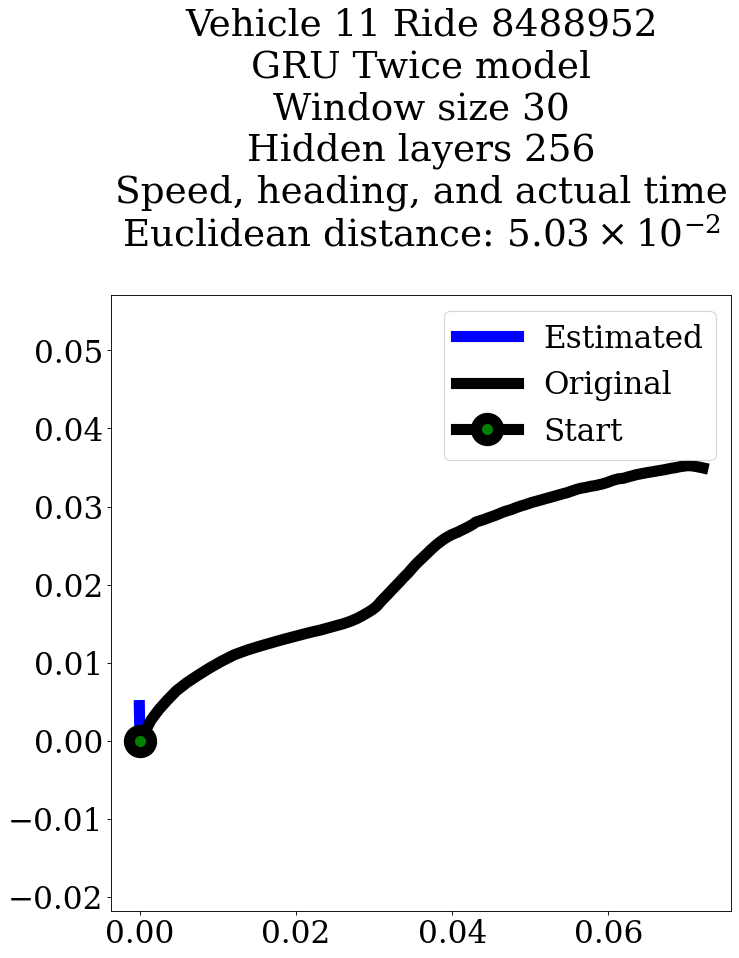 Vehicle 11 Ride 8488952
GRU Twice model
Window size 30
Hidden layers 256
Speed, heading, and actual time
Euclidean distance: 5.03 × 10⁻²
Estimated
Original
Start
0.05
0.04
0.03
0.02
0.01
0.00
−0.01
−0.02
0.00 0.02 0.04 0.06